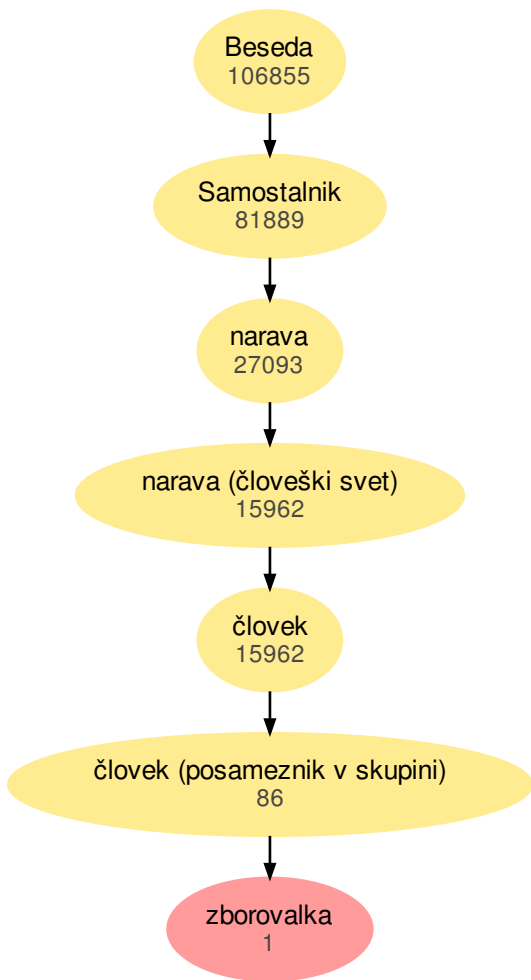 Beseda
106855
Samostalnik
81889
narava
27093
narava (človeški svet)
15962
človek
15962
človek (posameznik v skupini)
86
zborovalka
1